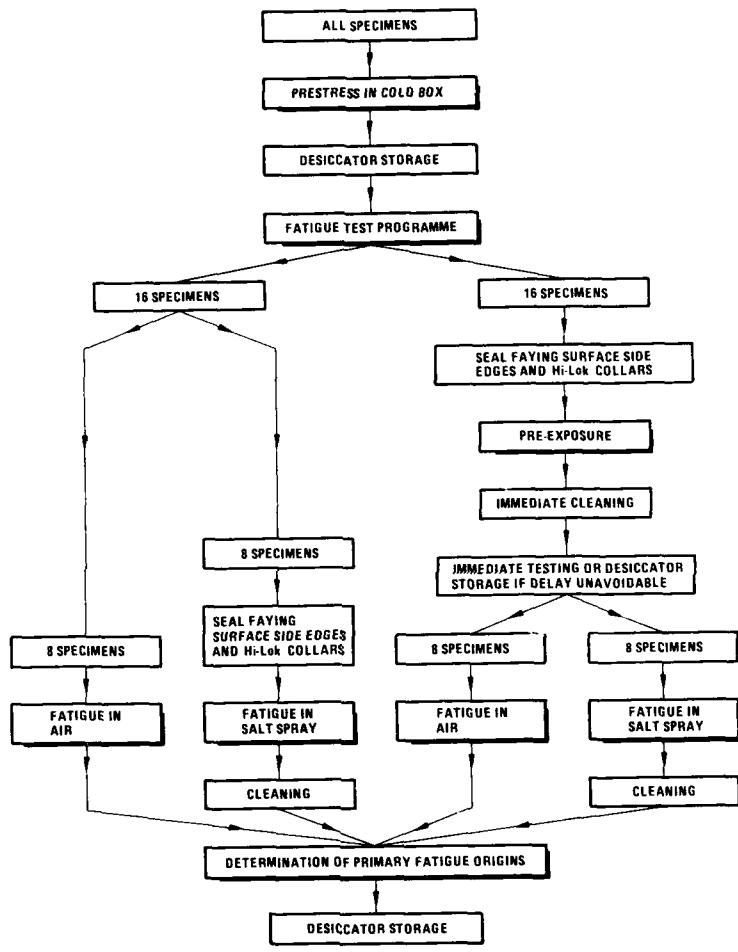 ALL SPECIMENS
PRESTRESS IN COLD BOX
DESICCATOR STORAGE
FATIGUE TEST PROGRAMME
16 SPECIMENS
16 SPECIMENS
SEAL FAYING SURFACE SIDE
EDGES AND Hi-Lok COLLARS
PRE-EXPOSURE
IMMEDIATE CLEANING
IMMEDIATE TESTING OR DESICCATOR
STORAGE IF DELAY UNAVOIDABLE
8 SPECIMENS
SEAL FAYING
SURFACE SIDE EDGES
AND Hi-Lok COLLARS
8 SPECIMENS
8 SPECIMENS
8 SPECIMENS
FATIGUE IN
AIR
FATIGUE IN
SALT SPRAY
FATIGUE IN
AIR
FATIGUE IN
SALT SPRAY
CLEANING
CLEANING
DETERMINATION OF PRIMARY FATIGUE ORIGINS
DESICCATOR STORAGE